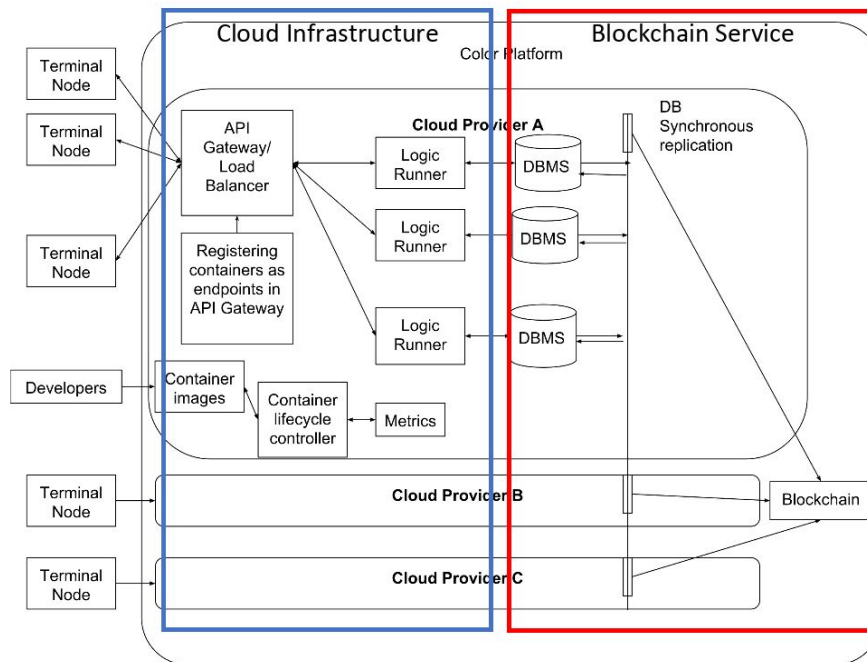 Cloud Infrastructure
Blockchain Service
Color Platform
Terminal
Node
Terminal
Node
Terminal
Node
API
Gateway/
Load
Balancer
Registering
containers as
endpoints in
API Gateway
Cloud Provider A
Logic
Runner
Logic
Runner
Logic
Runner
DBMS
DBMS
DBMS
DB
Synchronous
replication
Developers
Container
images
Container
lifecycle
controller
Metrics
Terminal
Node
Cloud Provider B
Blockchain
Terminal
Node
Cloud Provider C